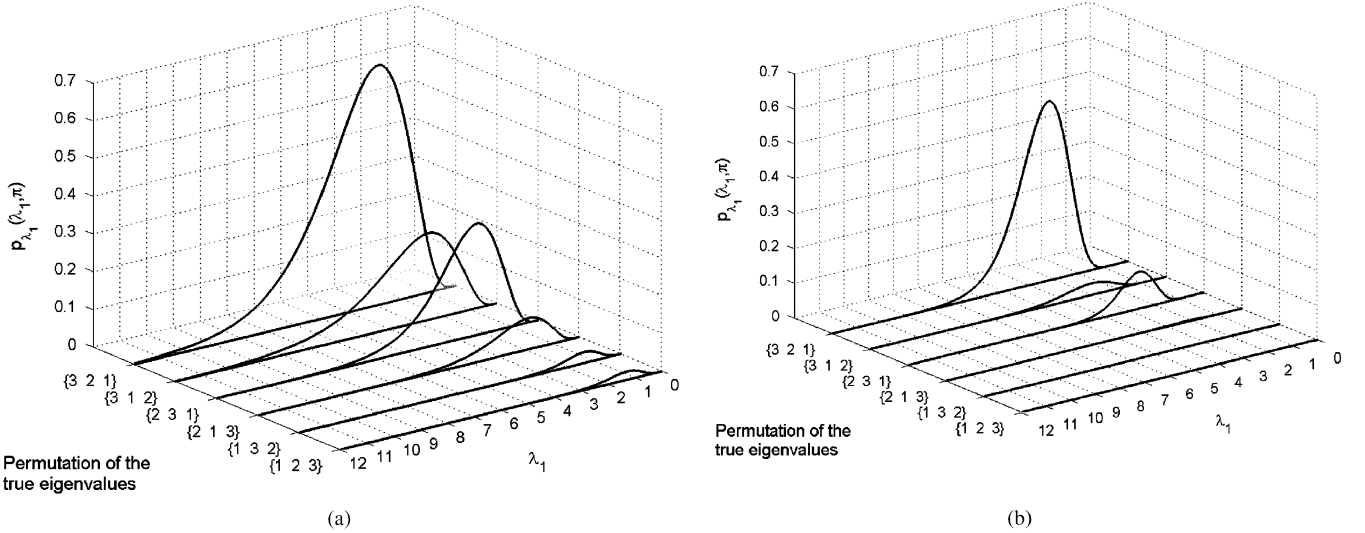 0.7
0.6
0.5
0.4
0.3
0.2
0.1
0
p_λ1 (λ1,π)
{3 2 1}
{3 1 2}
{2 3 1}
{2 1 3}
{1 3 2}
{1 2 3}
12 11 10 9 8 7 6 5 4 3 2 1 0
λ1
Permutation of the
true eigenvalues
(a)
0.7
0.6
0.5
0.4
0.3
0.2
0.1
0
p_λ1 (λ1,π)
{3 2 1}
{3 1 2}
{2 3 1}
{2 1 3}
{1 3 2}
{1 2 3}
12 11 10 9 8 7 6 5 4 3 2 1 0
λ1
Permutation of the
true eigenvalues
(b)